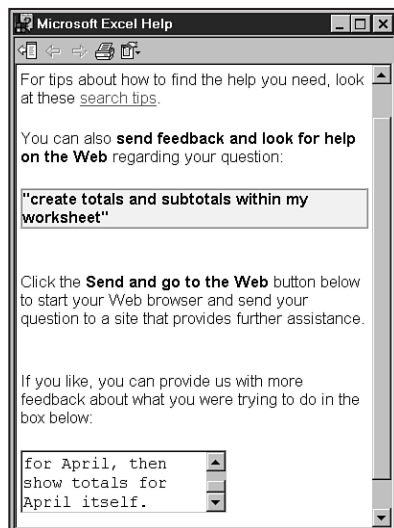 Microsoft Excel Help
For tips about how to find the help you need, look
at these search tips.
You can also send feedback and look for help
on the Web regarding your question:
"create totals and subtotals within my
worksheet"
Click the Send and go to the Web button below
to start your Web browser and send your
question to a site that provides further assistance.
If you like, you can provide us with more
feedback about what you were trying to do in the
box below:
for April, then
show totals for
April itself.